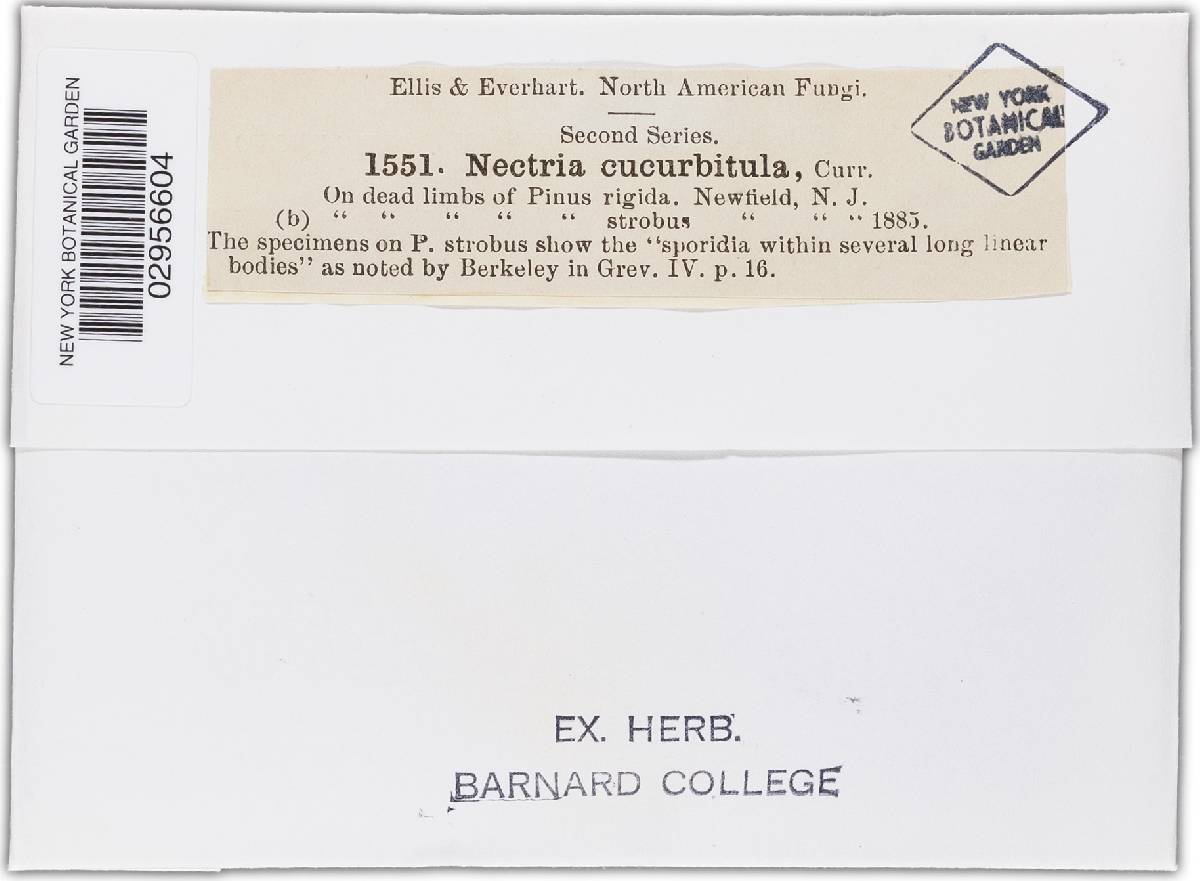 NEW YORK BOTANICAL GARDEN
02956604
Ellis & Everhart. North American Fungi.
Second Series.
1551. Nectria cucurbitula, Curr.
On dead limbs of Pinus rigida. Newfield, N. J.
(b) “ “ “ “ “ strobus “ “ “ 1885.
The specimens on P. strobus show the "sporidia within several long linear
bodies" as noted by Berkeley in Grev. IV. p. 16.
NEW YORK
BOTANICAL
GARDEN
EX. HERB.
BARNARD COLLEGE